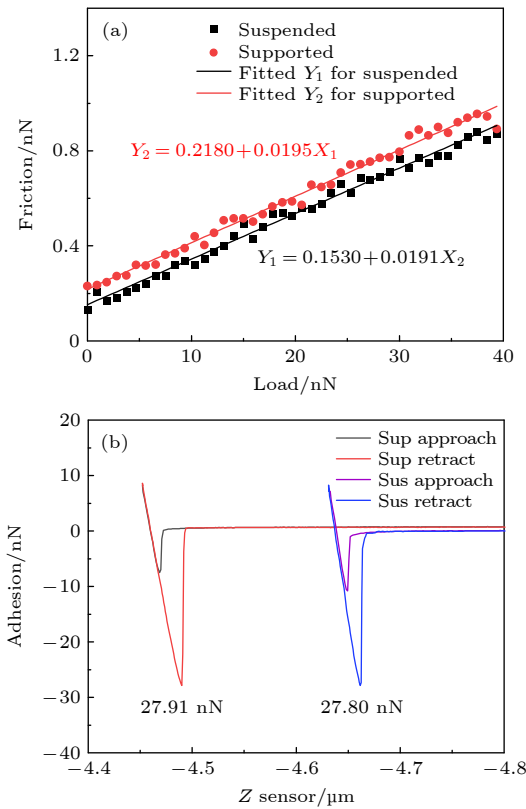 (a)
Suspended
Supported
Fitted Y₁ for suspended
Fitted Y₂ for supported
Y₂ = 0.2180+0.0195X₁
Y₁ = 0.1530+0.0191X₂
1.2
0.8
0.4
0
Friction/nN
0 10 20 30 40
Load/nN
(b)
Sup approach
Sup retract
Sus approach
Sus retract
20
10
0
−10
−20
−30
−40
Adhesion/nN
27.91 nN
27.80 nN
−4.4 −4.5 −4.6 −4.7 −4.8
Z sensor/µm